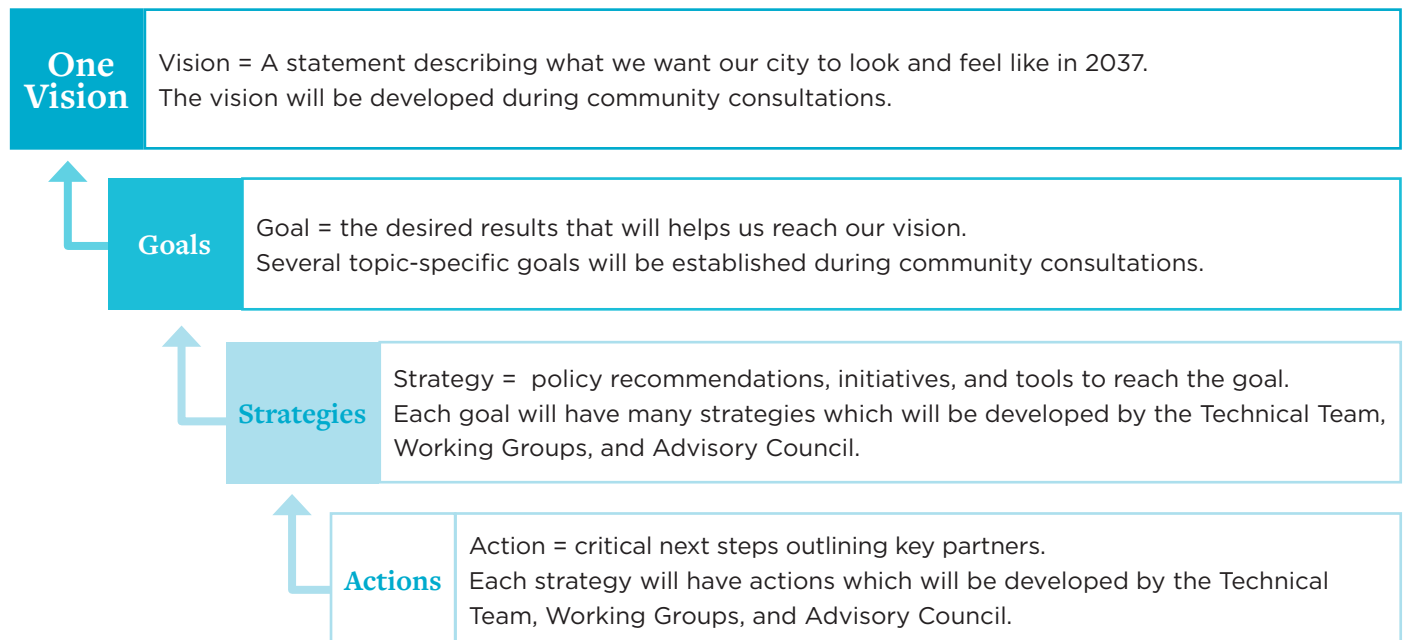 One
Vision
Vision = A statement describing what we want our city to look and feel like in 2037.
The vision will be developed during community consultations.
Goals
Goal = the desired results that will helps us reach our vision.
Several topic-specific goals will be established during community consultations.
Strategies
Strategy =  policy recommendations, initiatives, and tools to reach the goal.
Each goal will have many strategies which will be developed by the Technical Team,
Working Groups, and Advisory Council.
Actions
Action = critical next steps outlining key partners.
Each strategy will have actions which will be developed by the Technical
Team, Working Groups, and Advisory Council.